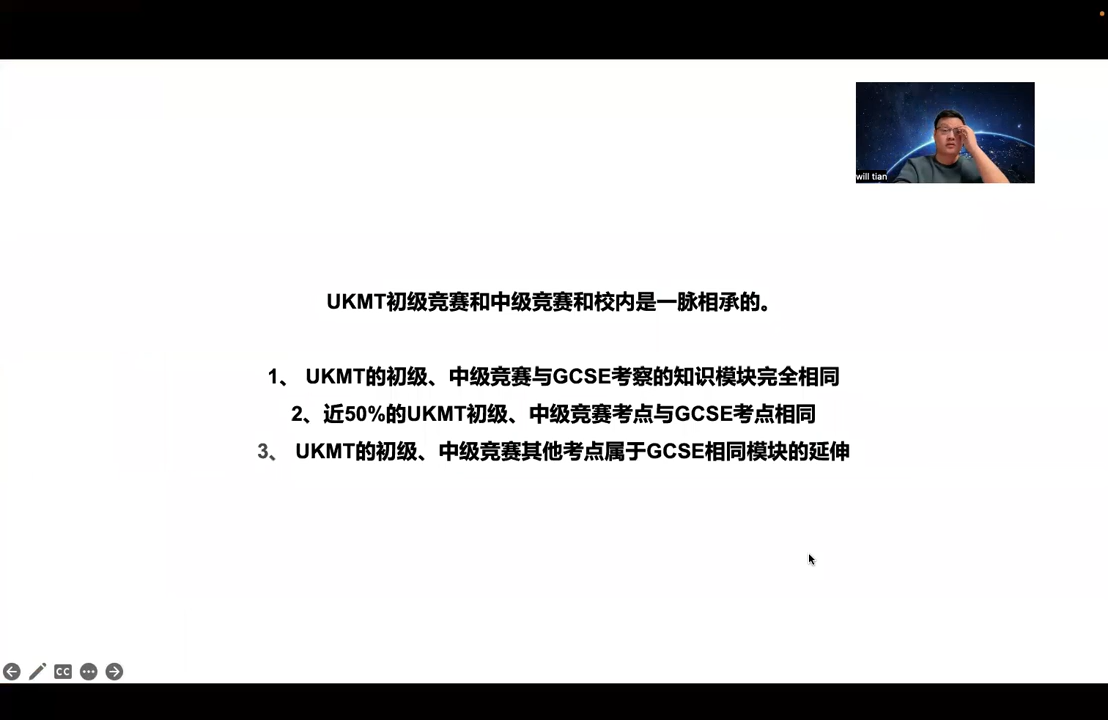 will tian
UKMT初级竞赛和中级竞赛和校内是一脉相承的。
1、 UKMT的初级、中级竞赛与GCSE考察的知识模块完全相同
2、近50%的UKMT初级、中级竞赛考点与GCSE考点相同
3、 UKMT的初级、中级竞赛其他考点属于GCSE相同模块的延伸
CC